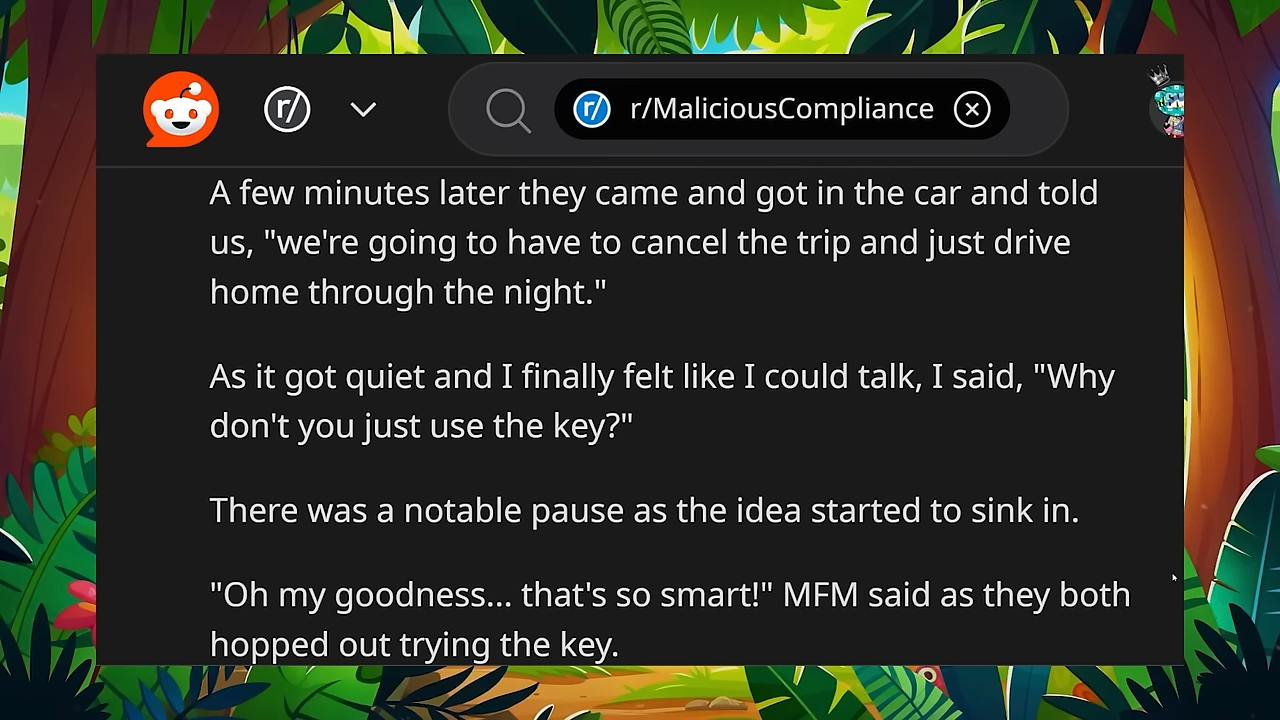 r/ r/ r/MaliciousCompliance
A few minutes later they came and got in the car and told
us, "we're going to have to cancel the trip and just drive
home through the night."
As it got quiet and I finally felt like I could talk, I said, "Why
don't you just use the key?"
There was a notable pause as the idea started to sink in.
"Oh my goodness... that's so smart!" MFM said as they both
hopped out trying the key.